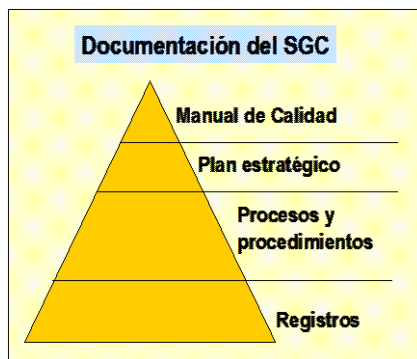 Documentación del SGC
Manual de Calidad
Plan estratégico
Procesos y
procedimientos
Registros